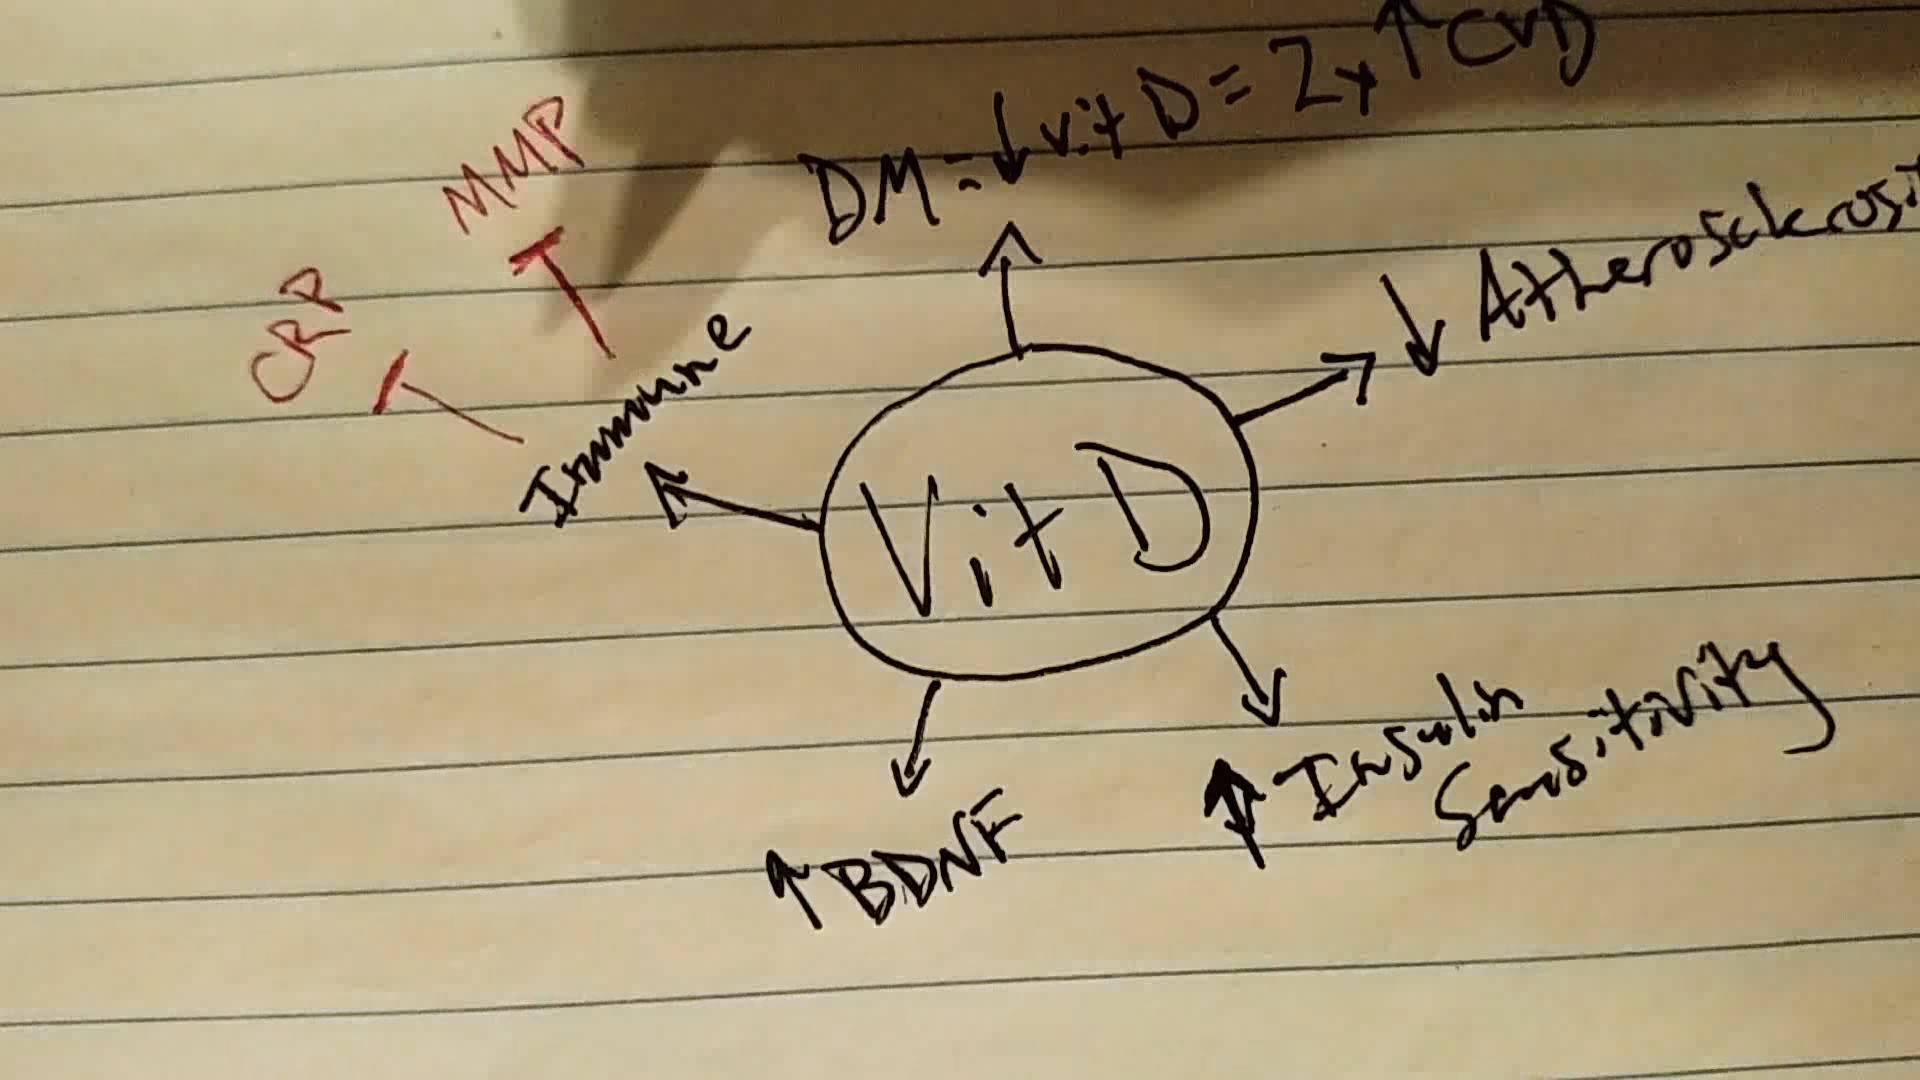 DM = ↓ vit D = 2x ↑ CVD
MMP
CRP
Immune
↓ Atherosclerosi
Vit D
↑ Insulin
Sensitivity
↑ BDNF